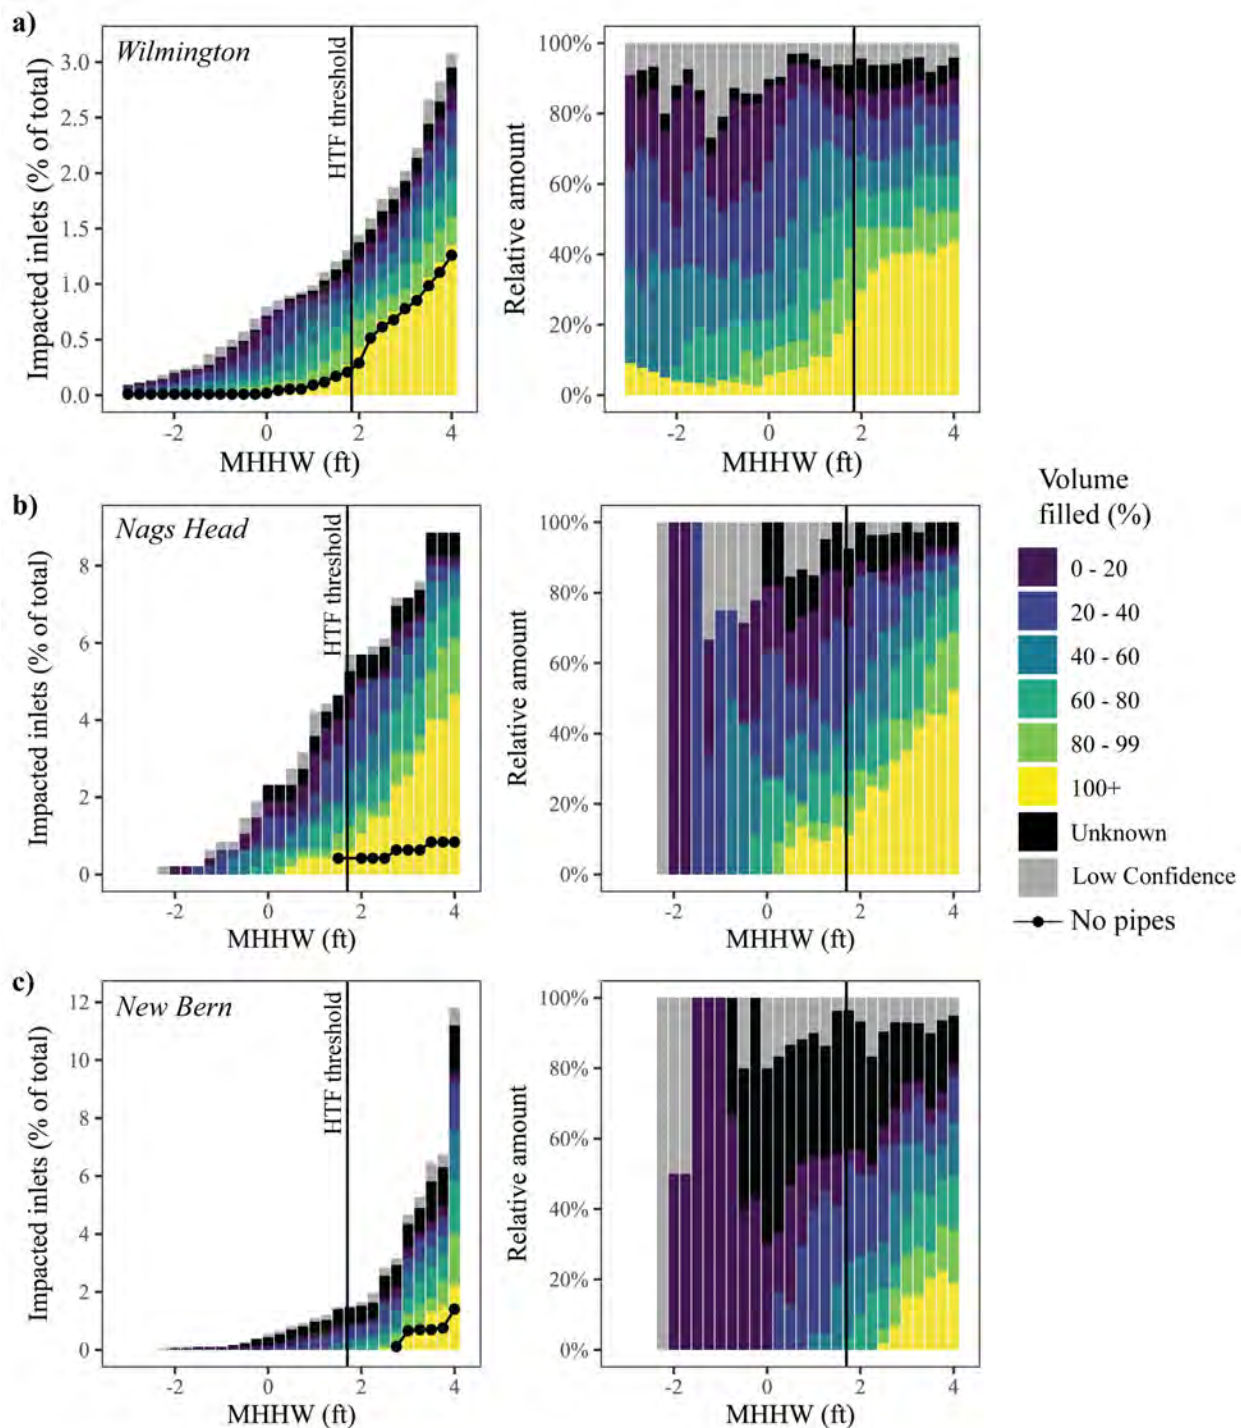 a)
Wilmington
HTF threshold
Impacted inlets (% of total)
3.0
2.5
2.0
1.5
1.0
0.5
0.0
-2
0
2
4
MHHW (ft)
Relative amount
100%
80%
60%
40%
20%
0%
-2
0
2
4
MHHW (ft)
b)
Nags Head
HTF threshold
Impacted inlets (% of total)
8
6
4
2
0
-2
0
2
4
MHHW (ft)
Relative amount
100%
80%
60%
40%
20%
0%
-2
0
2
4
MHHW (ft)
Volume
filled (%)
0 - 20
20 - 40
40 - 60
60 - 80
80 - 99
100+
Unknown
Low Confidence
No pipes
c)
New Bern
HTF threshold
Impacted inlets (% of total)
12
10
8
6
4
2
0
-2
0
2
4
MHHW (ft)
Relative amount
100%
80%
60%
40%
20%
0%
-2
0
2
4
MHHW (ft)